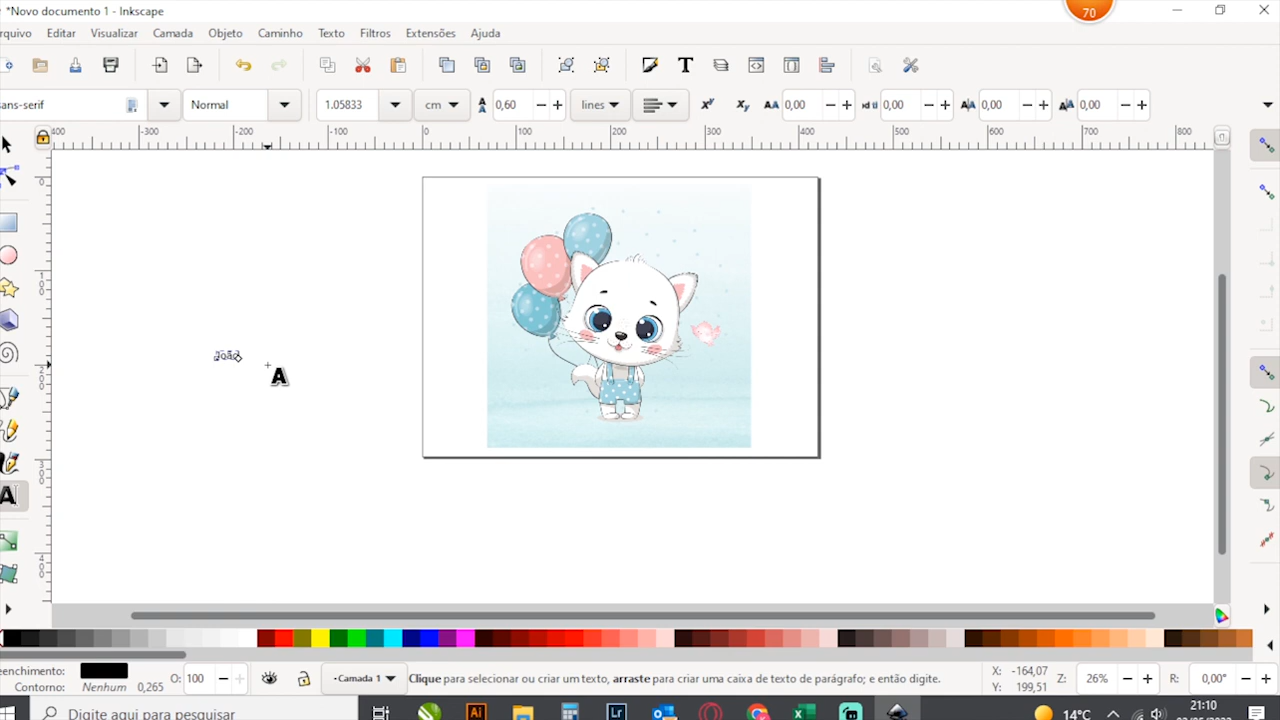 *Novo documento 1 - Inkscape
70
rquivo Editar Visualizar Camada Objeto Caminho Texto Filtros Extensões Ajuda
ans-serif Normal 1.05833 cm 0,60 lines 0,00 0,00 0,00 0,00
-300 -200 -100 0 100 200 300 400 500 600 700 800
João
A
eenchimento: O: 100 Camada 1 Clique para selecionar ou criar um texto, arraste para criar uma caixa de texto de parágrafo; e então digite. X: -164,07 Z: 26% R: 0,00°
Contorno: Nenhum 0,265 Y: 199,51
Digite aqui para pesquisar 14°C 21:10